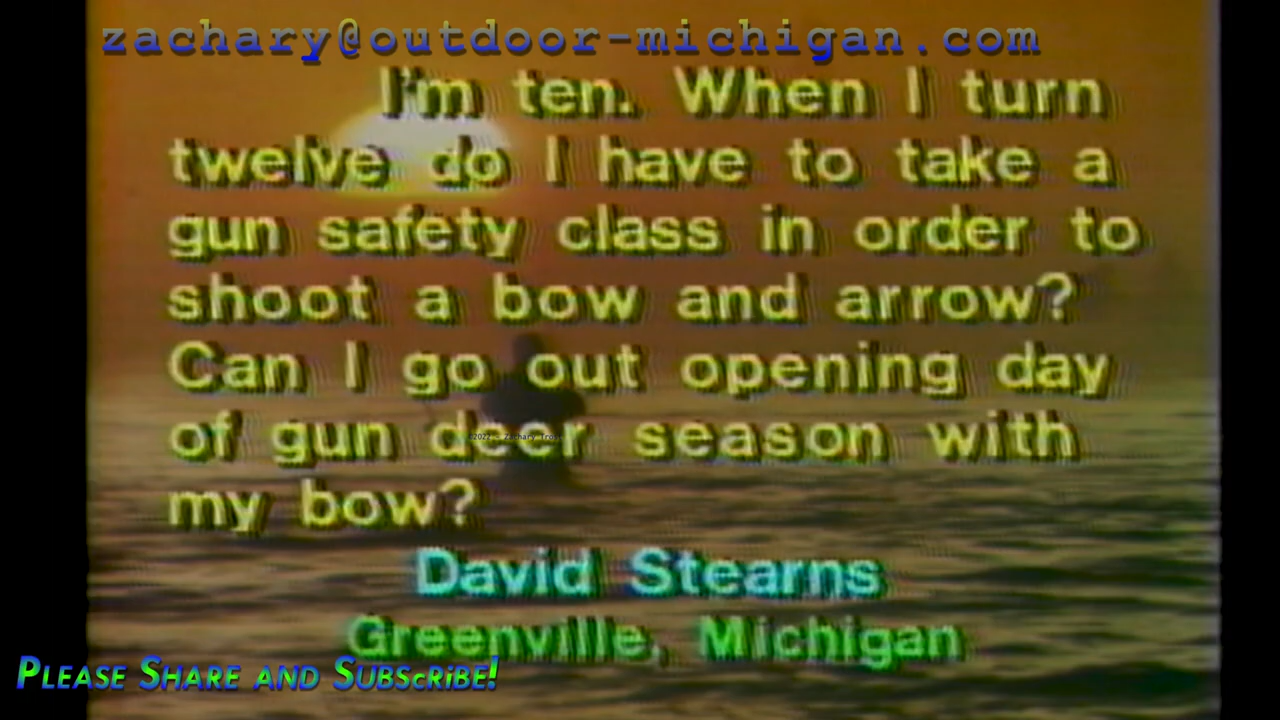 zachary@outdoor-michigan.com
I'm ten. When I turn
twelve do I have to take a
gun safety class in order to
shoot a bow and arrow?
Can I go out opening day
of gun deer season with
my bow?
David Stearns
Greenville, Michigan
Please Share and Subscribe!